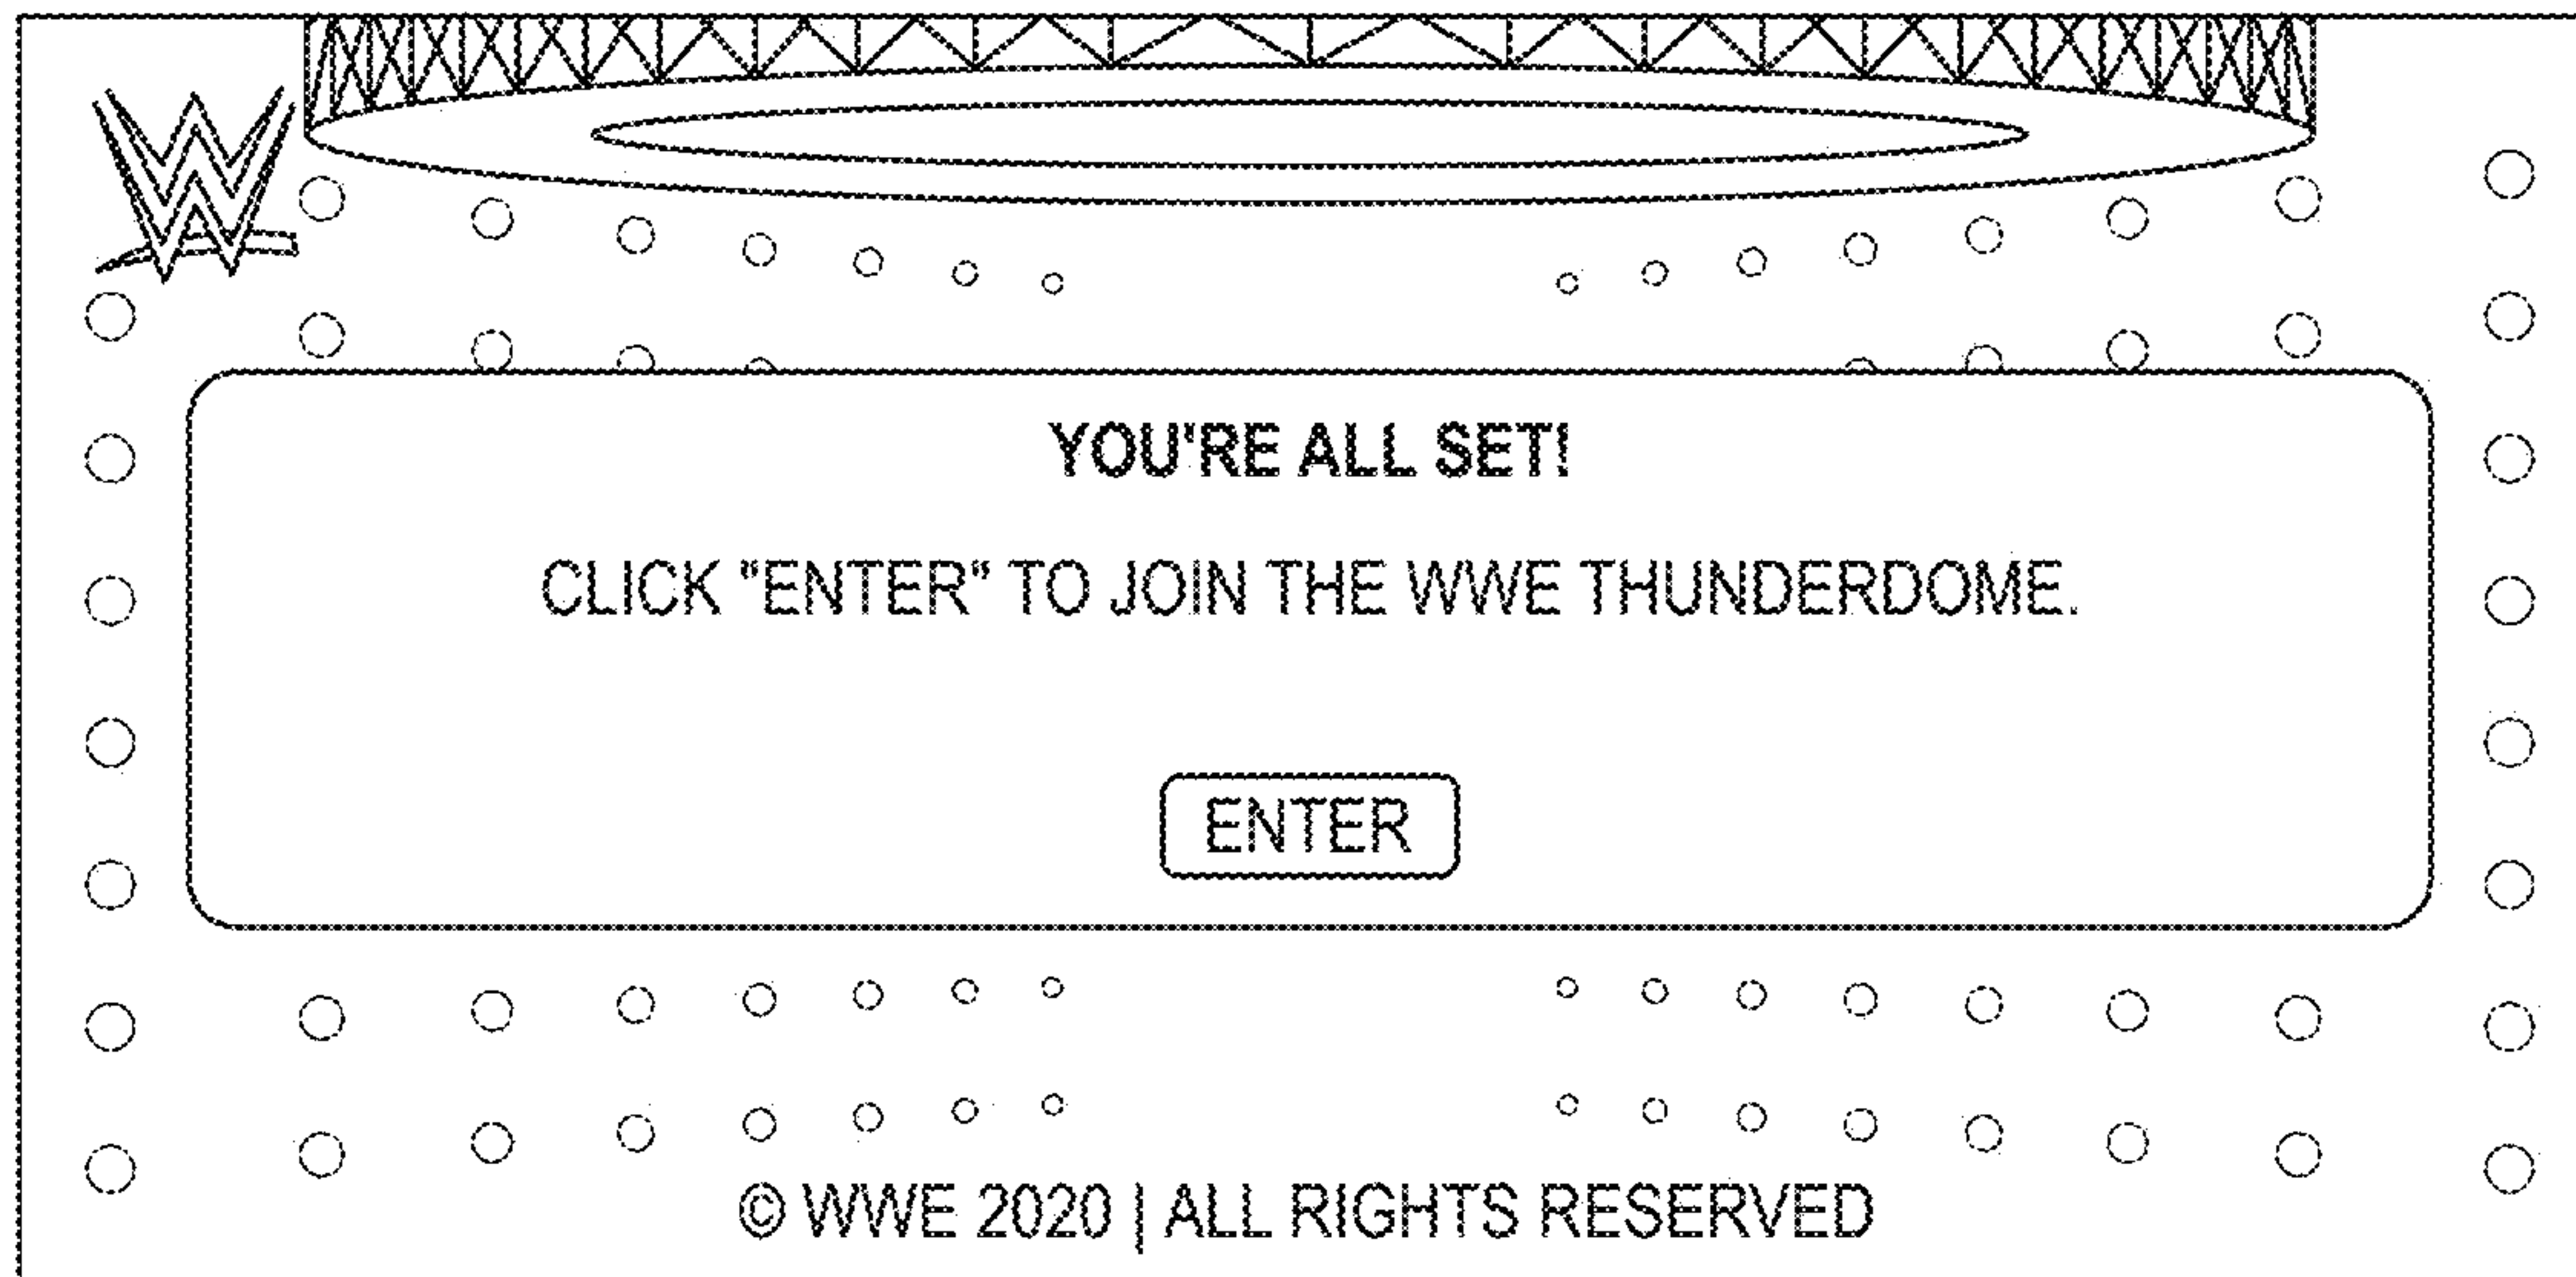 YOU'RE ALL SET!
CLICK "ENTER" TO JOIN THE WWE THUNDERDOME.
ENTER
© WWE 2020 | ALL RIGHTS RESERVED